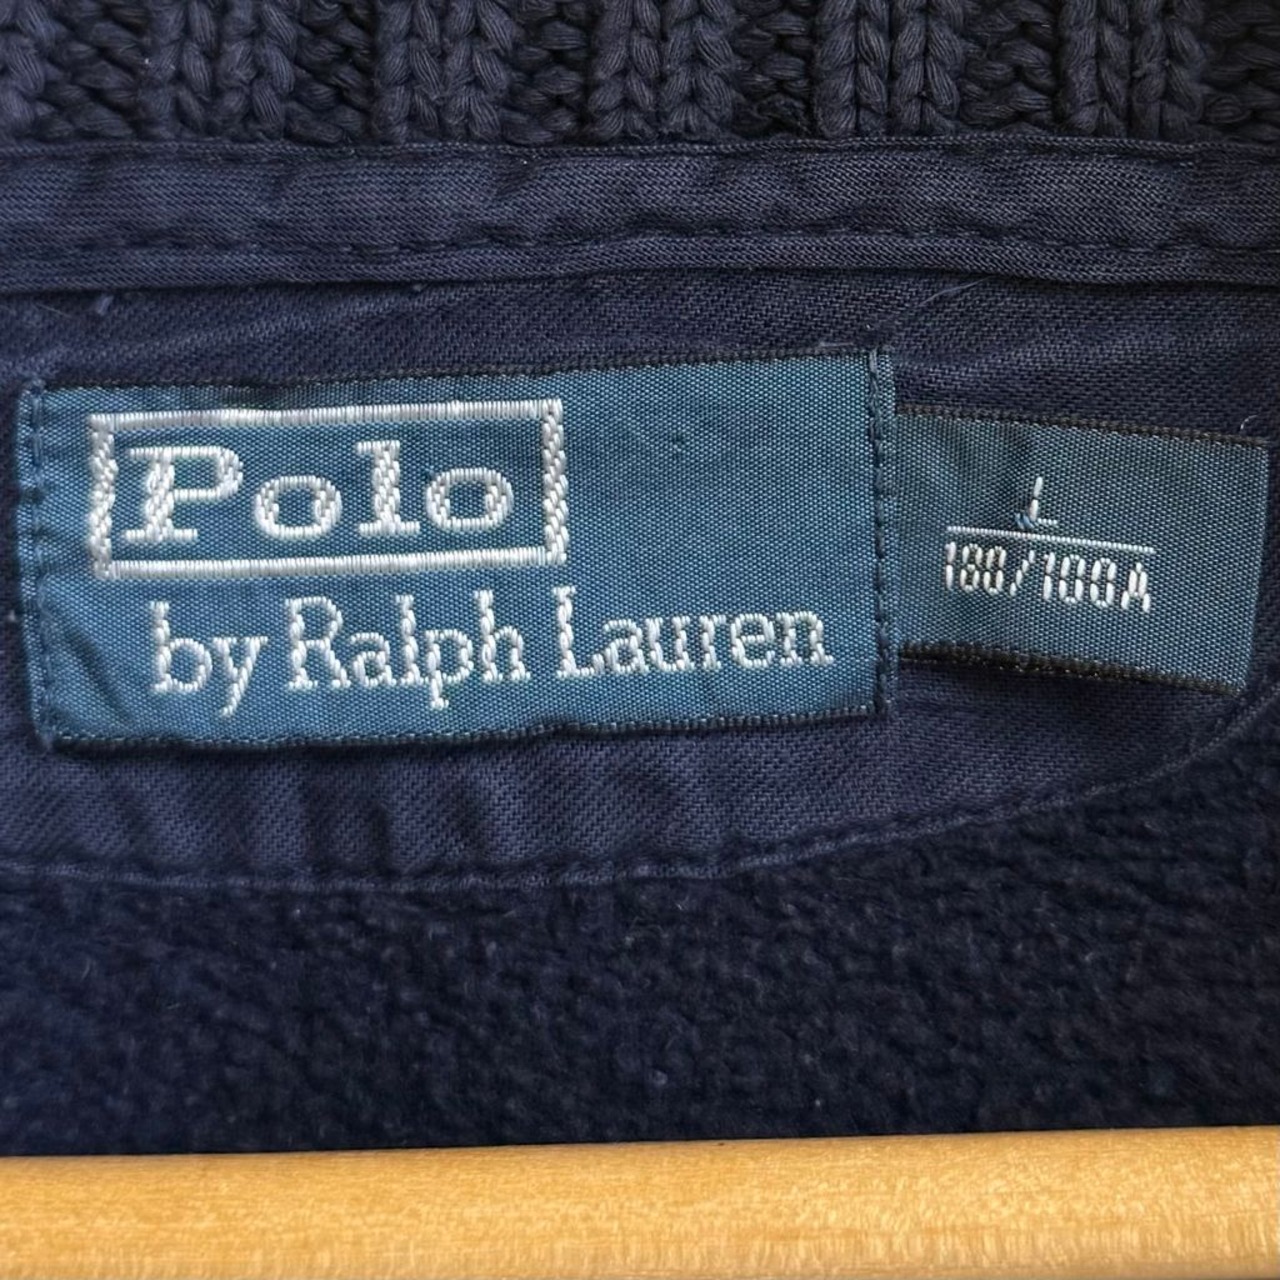 Polo
by Ralph Lauren
L
180/100A